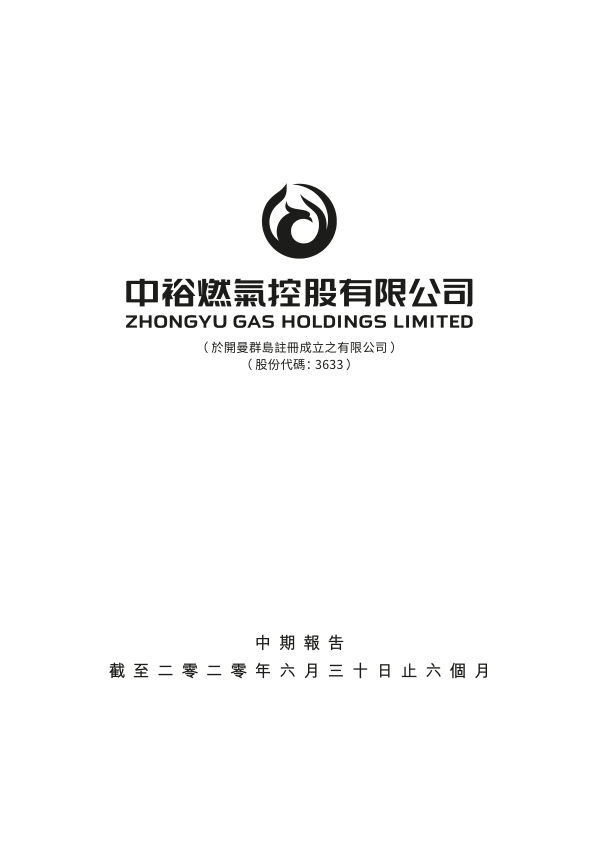 中裕燃氣控股有限公司
ZHONGYU GAS HOLDINGS LIMITED
（於開曼群島註冊成立之有限公司）
（股份代碼：3633）
中期報告
截至二零二零年六月三十日止六個月